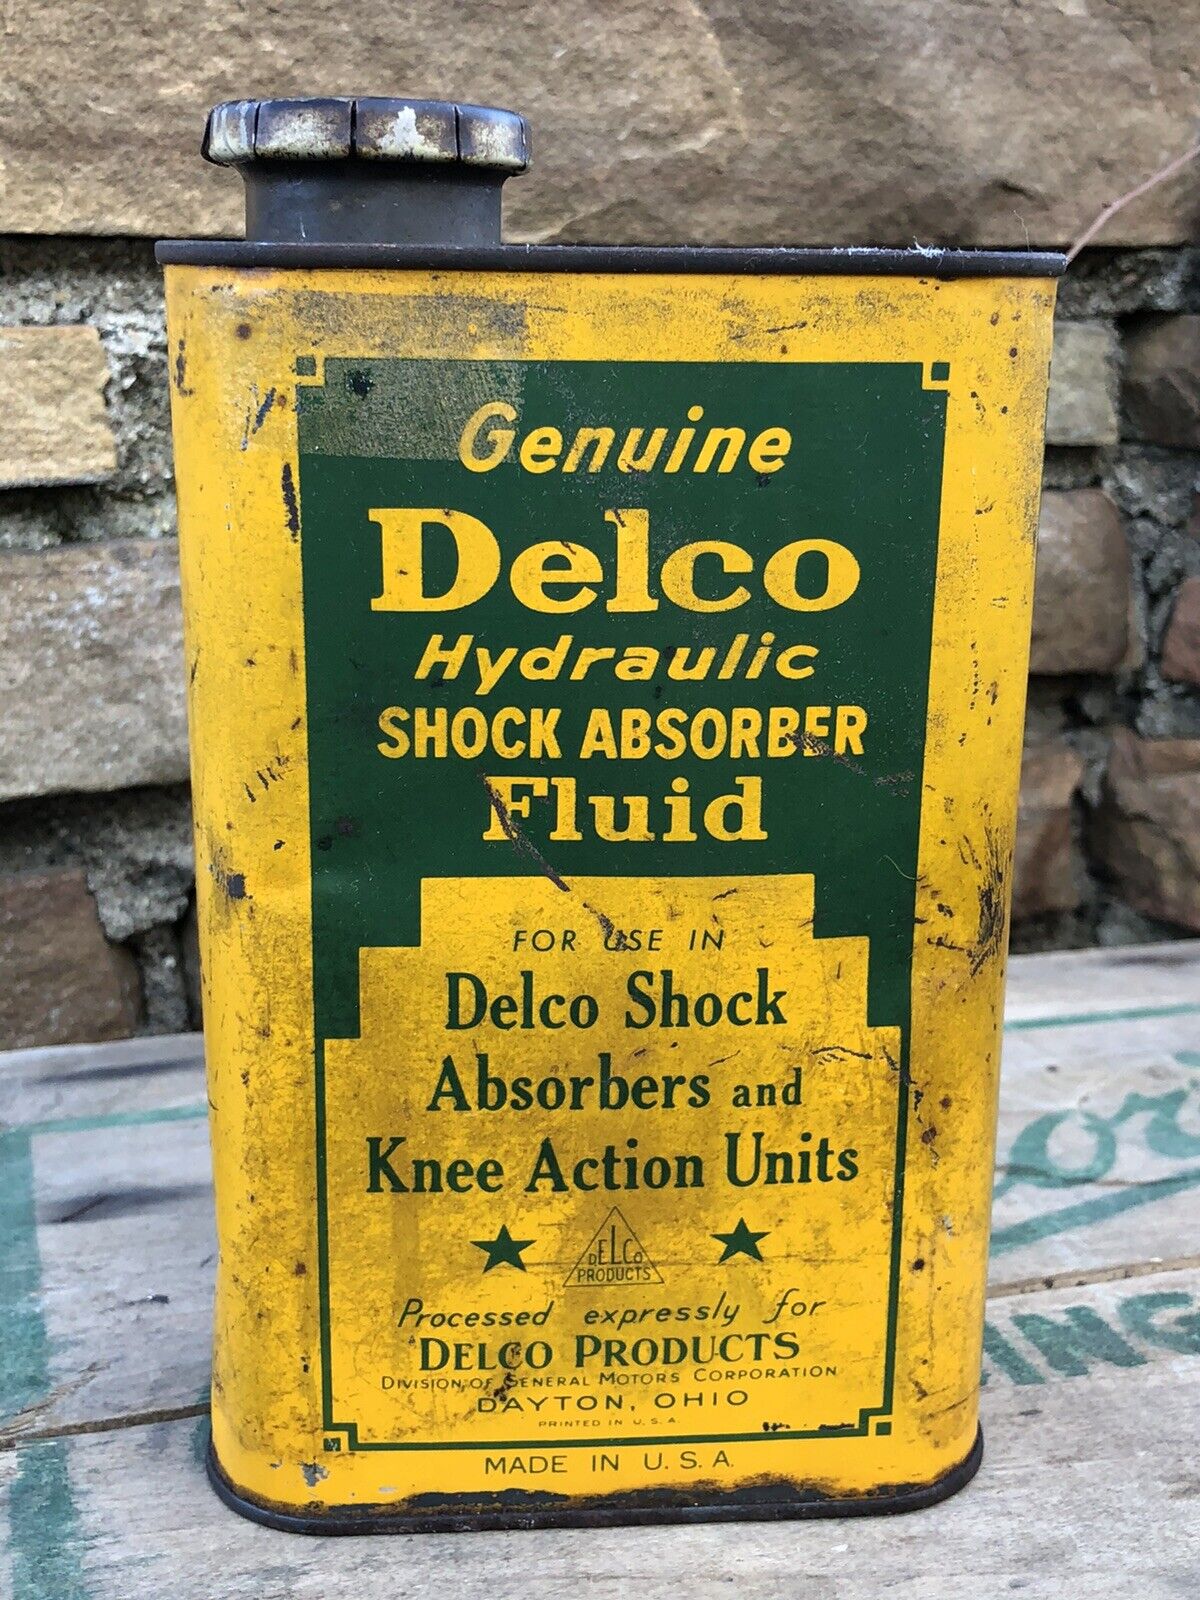 Genuine
Delco
Hydraulic
SHOCK ABSORBER
Fluid
FOR USE IN
Delco Shock
Absorbers and
Knee Action Units
DELCO
PRODUCTS
Processed expressly for
DELCO PRODUCTS
DIVISION OF GENERAL MOTORS CORPORATION
DAYTON, OHIO
PRINTED IN U.S.A.
MADE IN U.S.A.